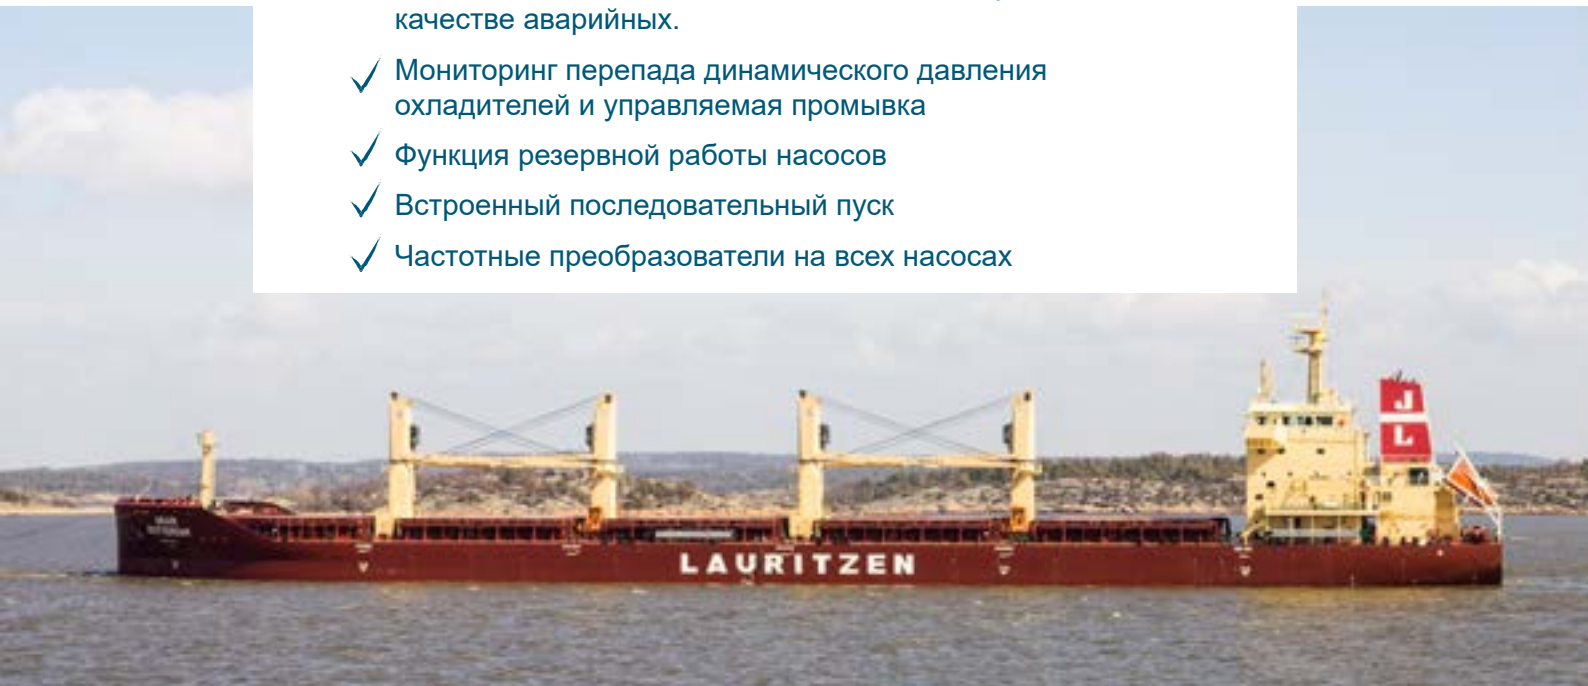 качестве аварийных.
Мониторинг перепада динамического давления
охладителей и управляемая промывка
Функция резервной работы насосов
Встроенный последовательный пуск
Частотные преобразователи на всех насосах
J
L
LAURITZEN